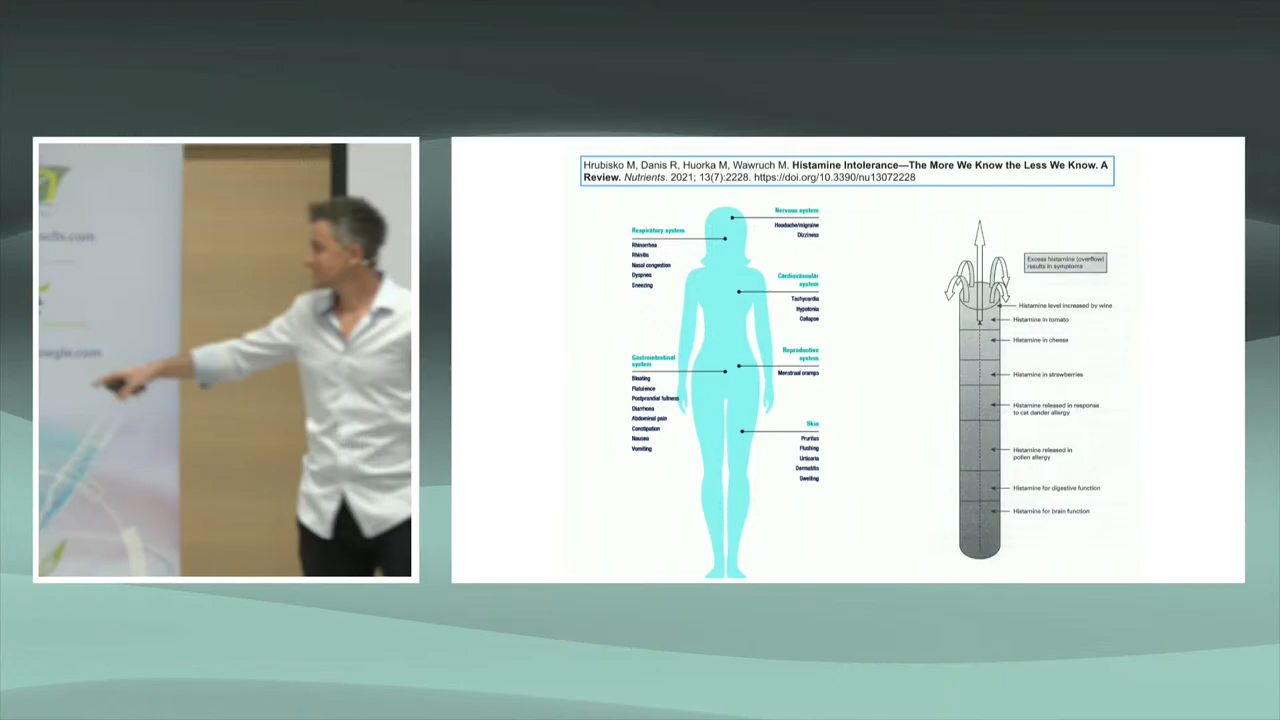 Hrubisko M, Danis R, Huorka M, Wawruch M. Histamine Intolerance—The More We Know the Less We Know. A
Review. Nutrients. 2021; 13(7):2228. https://doi.org/10.3390/nu13072228
Nervous system
Headache/migraine
Dizziness
Respiratory system
Rhinorrhea
Rhinitis
Nasal congestion
Dyspnea
Sneezing
Cardiovascular
system
Tachycardia
Hypotonia
Collapse
Gastrointestinal
system
Bloating
Flatulence
Postprandial fullness
Diarrhoea
Abdominal pain
Constipation
Nausea
Vomiting
Reproductive
system
Menstrual cramps
Skin
Pruritus
Flushing
Urticaria
Dermatitis
Swelling
Excess histamine (overflow)
results in symptoms
Histamine level increased by wine
Histamine in tomato
Histamine in cheese
Histamine in strawberries
Histamine released in response
to cat dander allergy
Histamine released in
pollen allergy
Histamine for digestive function
Histamine for brain function